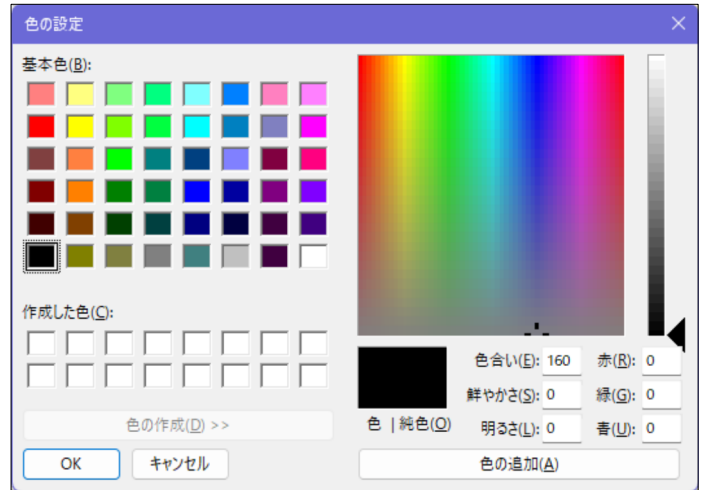 色の設定
基本色(B):
作成した色(C):
色の作成(D) >>
OK
キャンセル
色 | 純色(O)
色合い(E): 160
鮮やかさ(S): 0
明るさ(L): 0
赤(R): 0
緑(G): 0
青(U): 0
色の追加(A)